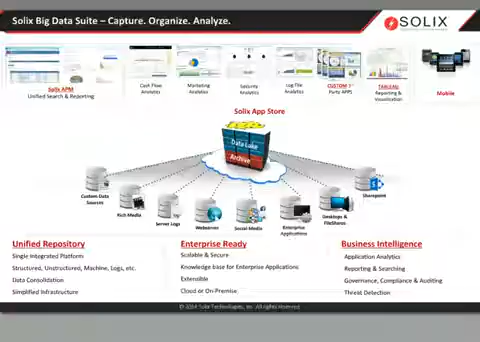 Solix Big Data Suite – Capture. Organize. Analyze.
SOLIX
Solix APM
Unified Search & Reporting
Cash Flow
Analytics
Marketing
Analytics
Security
Analytics
Log File
Analytics
CUSTOM 3rd
Party APPS
TABLEAU
Reporting &
Visualization
Mobile
Solix App Store
Data Lake
Archive
Custom Data
Sources
Rich Media
Server Logs
Webserver
Social Media
Enterprise
Applications
Desktops &
FileShares
Sharepoint
Unified Repository
Single Integrated Platform
Structured, Unstructured, Machine, Logs, etc.
Data Consolidation
Simplified Infrastructure
Enterprise Ready
Scalable & Secure
Knowledge base for Enterprise Applications
Extensible
Cloud or On-Premise
Business Intelligence
Application Analytics
Reporting & Searching
Governance, Compliance & Auditing
Threat Detection
© 2014 Solix Technologies, Inc. All rights Reserved